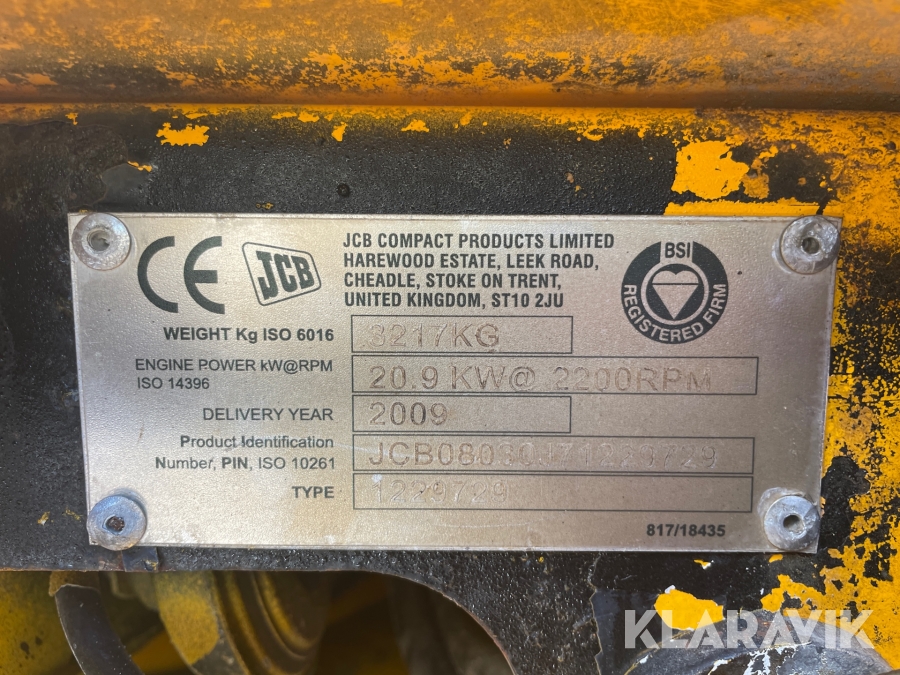 CE
JCB
JCB COMPACT PRODUCTS LIMITED
HAREWOOD ESTATE, LEEK ROAD,
CHEADLE, STOKE ON TRENT,
UNITED KINGDOM, ST10 2JU
BSI
REGISTERED FIRM
WEIGHT Kg ISO 6016 3217KG
ENGINE POWER kW@RPM
ISO 14396
20.9 KW@ 2200RPM
DELIVERY YEAR 2009
Product Identification
Number, PIN, ISO 10261
TYPE 1229729
817/18435
KLARAVIK